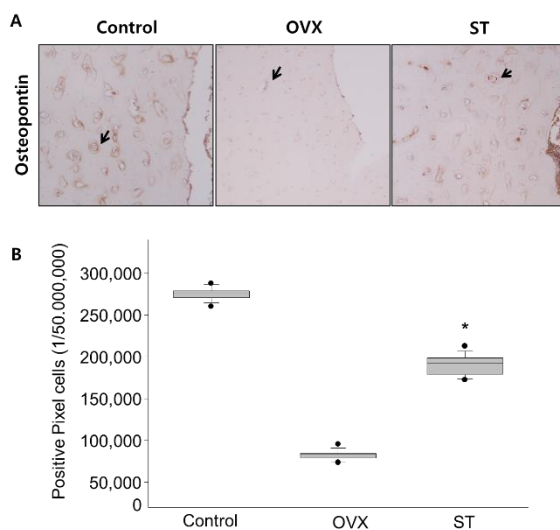 A
Control OVX ST
Osteopontin
B
Positive Pixel cells (1/50.000,000)
300,000
250,000
200,000
150,000
100,000
50,000
0
*
Control OVX ST